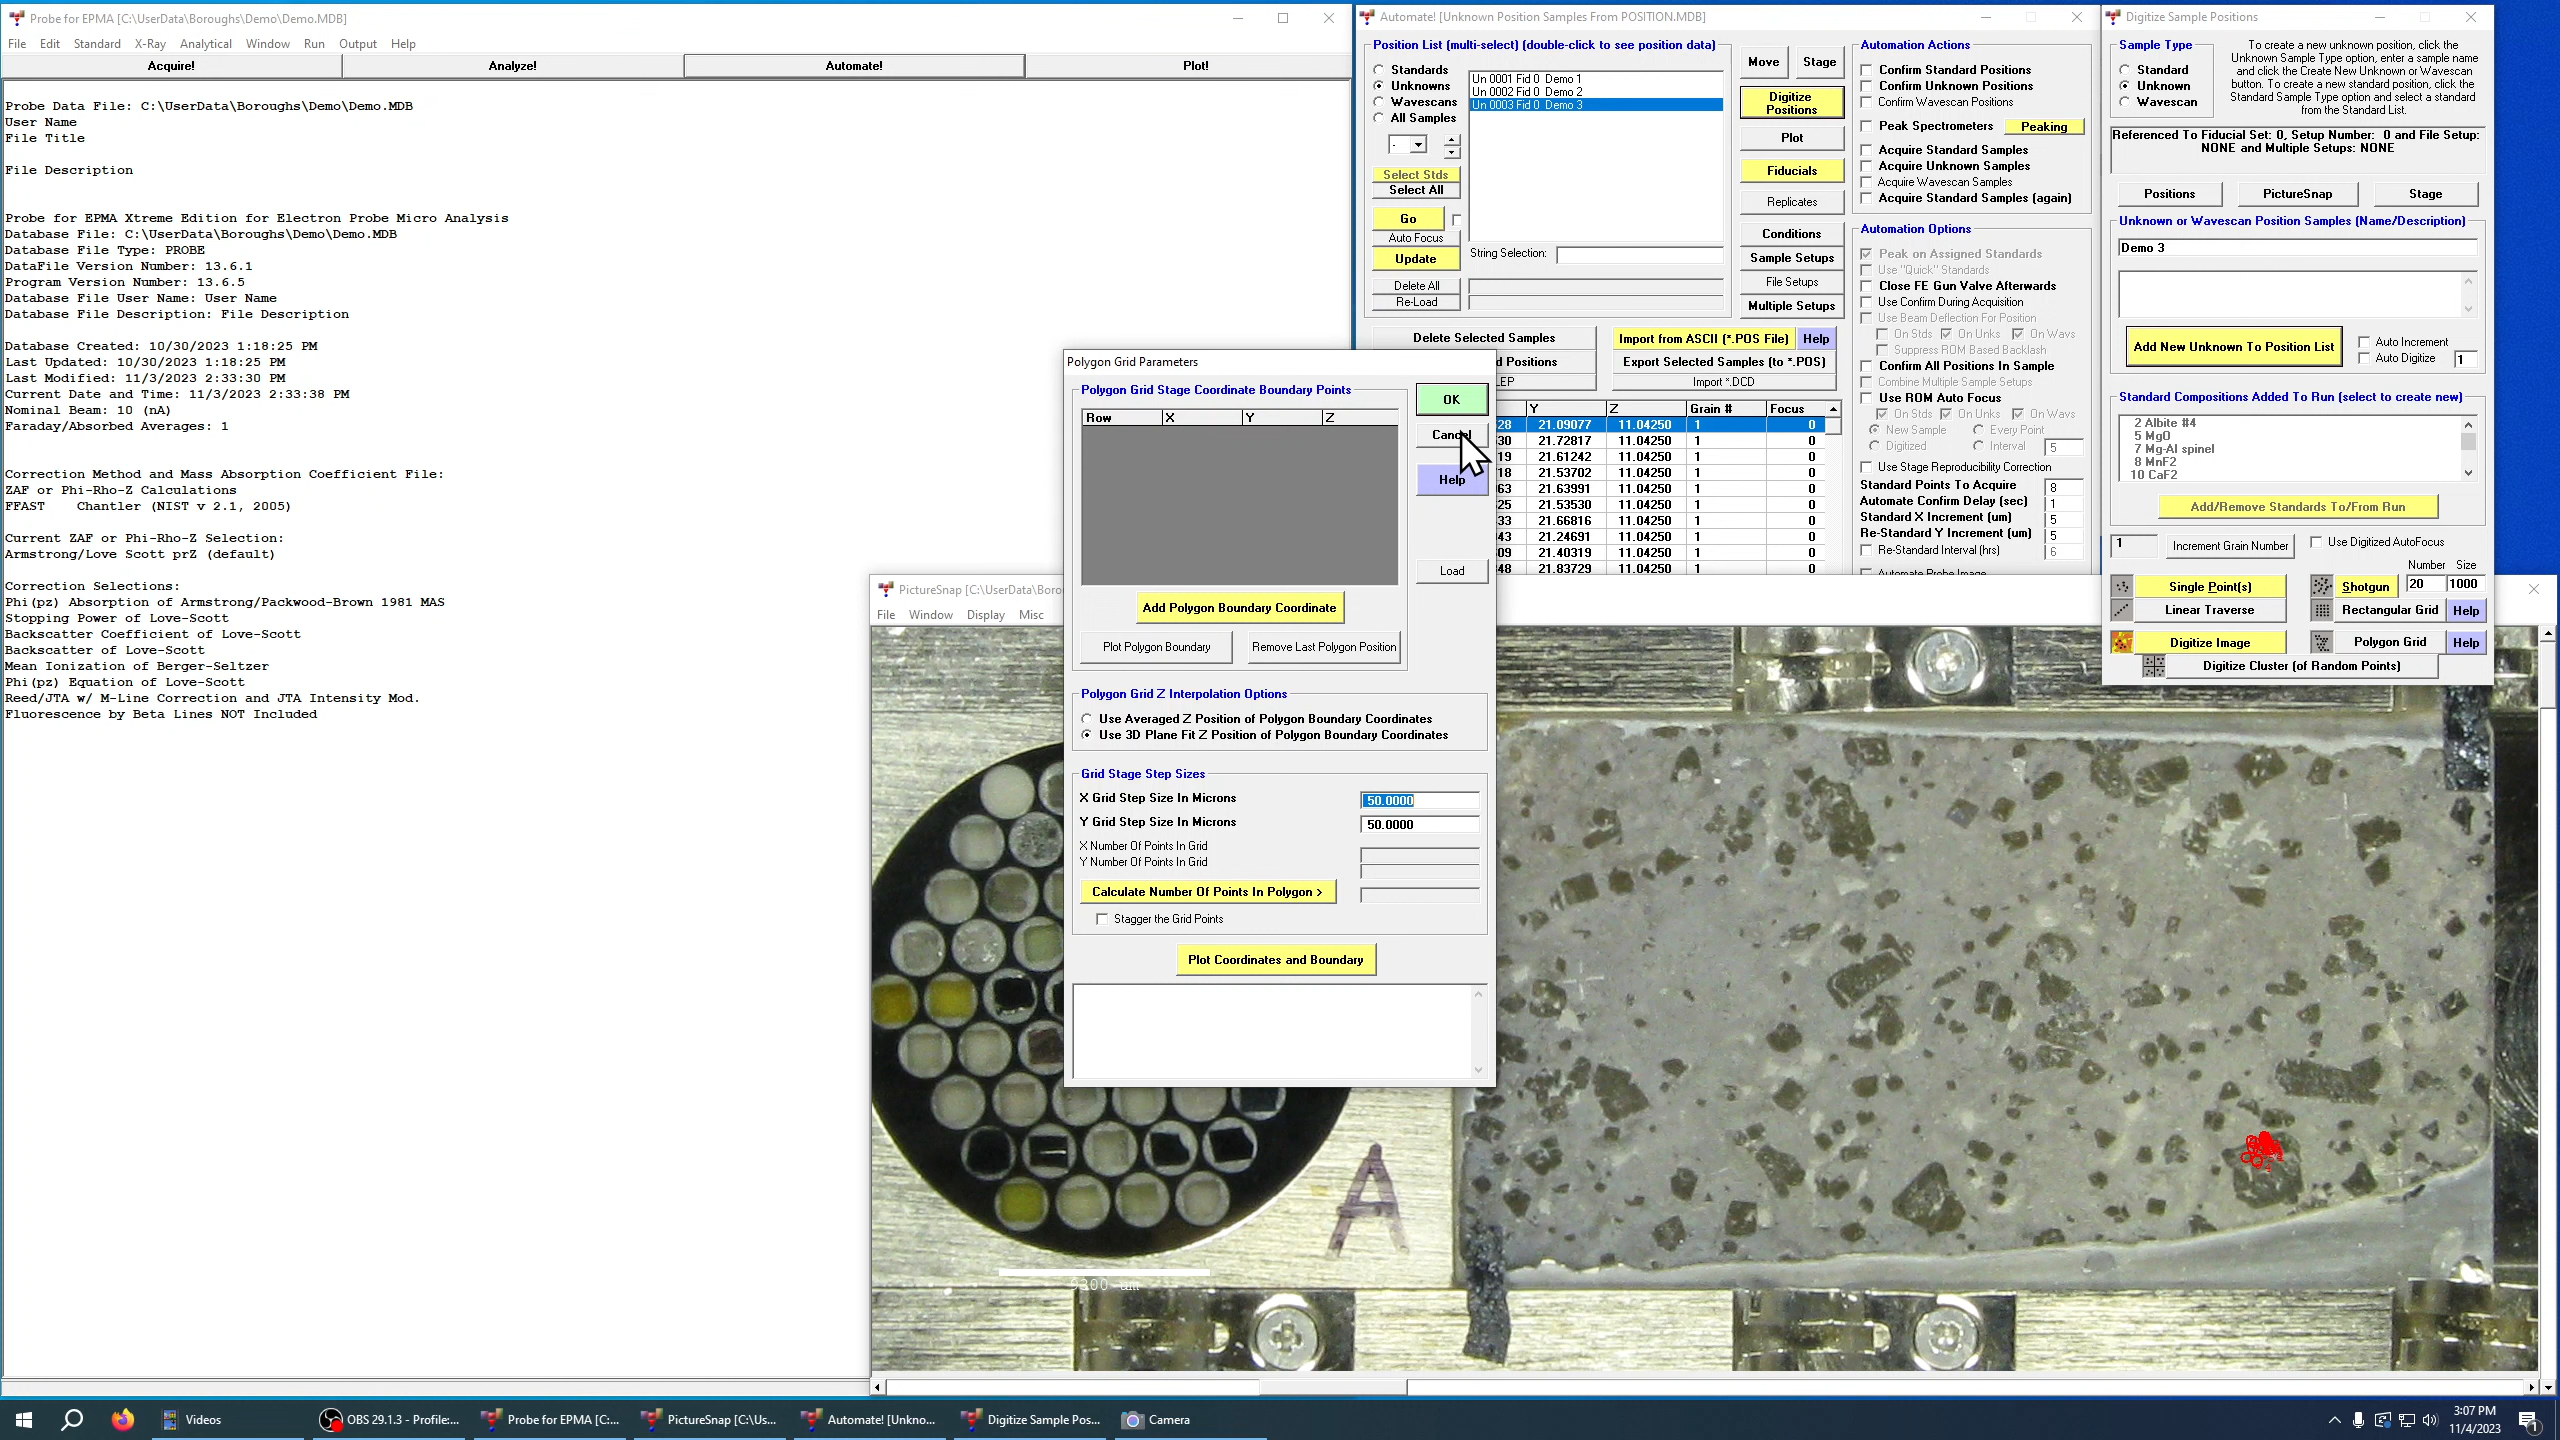 Probe for EPMA [C:\UserData\Boroughs\Demo\Demo.MDB]
File Edit Standard X-Ray Analytical Window Run Output Help
Acquire! Analyze! Automate! Plot!
Probe Data File: C:\UserData\Boroughs\Demo\Demo.MDB
User Name
File Title
File Description
Probe for EPMA Xtreme Edition for Electron Probe Micro Analysis
Database File: C:\UserData\Boroughs\Demo\Demo.MDB
Database File Type: PROBE
DataFile Version Number: 13.6.1
Program Version Number: 13.6.5
Database File User Name: User Name
Database File Description: File Description
Database Created: 10/30/2023 1:18:25 PM
Last Updated: 10/30/2023 1:18:25 PM
Last Modified: 11/3/2023 2:33:30 PM
Current Date and Time: 11/3/2023 2:33:38 PM
Nominal Beam: 10 (nA)
Faraday/Absorbed Averages: 1
Correction Method and Mass Absorption Coefficient File:
ZAF or Phi-Rho-Z Calculations
FFAST Chantler (NIST v 2.1, 2005)
Current ZAF or Phi-Rho-Z Selection:
Armstrong/Love Scott prZ (default)
Correction Selections:
Phi(pz) Absorption of Armstrong/Packwood-Brown 1981 MAS
Stopping Power of Love-Scott
Backscatter Coefficient of Love-Scott
Backscatter of Love-Scott
Mean Ionization of Berger-Seltzer
Phi(pz) Equation of Love-Scott
Reed/JTA w/ M-Line Correction and JTA Intensity Mod.
Fluorescence by Beta Lines NOT Included
Automate! [Unknown Position Samples From POSITION.MDB]
Position List (multi-select) (double-click to see position data)
Standards
Unknowns
Wavescans
All Samples
-
Select Stds
Select All
Go
Auto Focus
Update
Delete All
Re-Load
Un 0001 Fid 0 Demo 1
Un 0002 Fid 0 Demo 2
Un 0003 Fid 0 Demo 3
String Selection:
Move Stage
Digitize
Positions
Plot
Fiducials
Replicates
Conditions
Sample Setups
File Setups
Multiple Setups
Delete Selected Samples
Import from ASCII (*.POS File) Help
Export Selected Samples (to *.POS)
Import *.DCD
Y Z Grain # Focus
28 21.09077 11.04250 1 0
30 21.72817 11.04250 1 0
19 21.61242 11.04250 1 0
18 21.53702 11.04250 1 0
63 21.63991 11.04250 1 0
25 21.53530 11.04250 1 0
33 21.66816 11.04250 1 0
43 21.24691 11.04250 1 0
09 21.40319 11.04250 1 0
48 21.83729 11.04250 1 0
Automation Actions
Confirm Standard Positions
Confirm Unknown Positions
Confirm Wavescan Positions
Peak Spectrometers Peaking
Acquire Standard Samples
Acquire Unknown Samples
Acquire Wavescan Samples
Acquire Standard Samples (again)
Automation Options
Peak on Assigned Standards
Use "Quick" Standards
Close FE Gun Valve Afterwards
Use Confirm During Acquisition
Use Beam Deflection For Position
On Stds On Unks On Wavs
Suppress ROM Based Backlash
Confirm All Positions In Sample
Combine Multiple Sample Setups
Use ROM Auto Focus
On Stds On Unks On Wavs
New Sample Every Point
Digitized Interval 5
Use Stage Reproducibility Correction
Standard Points To Acquire 8
Automate Confirm Delay (sec) 1
Standard X Increment (um) 5
Re-Standard Y Increment (um) 5
Re-Standard Interval (hrs) 6
Digitize Sample Positions
Sample Type
Standard
Unknown
Wavescan
To create a new unknown position, click the
Unknown Sample Type option, enter a sample name
and click the Create New Unknown or Wavescan
button. To create a new standard position, click the
Standard Sample Type option and select a standard
from the Standard List.
Referenced To Fiducial Set: 0, Setup Number: 0 and File Setup:
NONE and Multiple Setups: NONE
Positions PictureSnap Stage
Unknown or Wavescan Position Samples (Name/Description)
Demo 3
Add New Unknown To Position List
Auto Increment
Auto Digitize 1
Standard Compositions Added To Run (select to create new)
2 Albite #4
5 MgO
7 Mg-Al spinel
8 MnF2
10 CaF2
Add/Remove Standards To/From Run
1 Increment Grain Number Use Digitized AutoFocus
Number Size
Single Point(s) Shotgun 20 1000
Linear Traverse Rectangular Grid Help
Digitize Image Polygon Grid Help
Digitize Cluster (of Random Points)
Polygon Grid Parameters
Polygon Grid Stage Coordinate Boundary Points
Row X Y Z
OK
Cancel
Help
Load
Add Polygon Boundary Coordinate
Plot Polygon Boundary Remove Last Polygon Position
Polygon Grid Z Interpolation Options
Use Averaged Z Position of Polygon Boundary Coordinates
Use 3D Plane Fit Z Position of Polygon Boundary Coordinates
Grid Stage Step Sizes
X Grid Step Size In Microns 50.0000
Y Grid Step Size In Microns 50.0000
X Number Of Points In Grid
Y Number Of Points In Grid
Calculate Number Of Points In Polygon >
Stagger the Grid Points
Plot Coordinates and Boundary
PictureSnap [C:\UserData\Boro
File Window Display Misc
A
Videos
OBS 29.1.3 - Profile:...
Probe for EPMA [C:...
PictureSnap [C:\Us...
Automate! [Unkno...
Digitize Sample Pos...
Camera
3:07 PM
11/4/2023
1